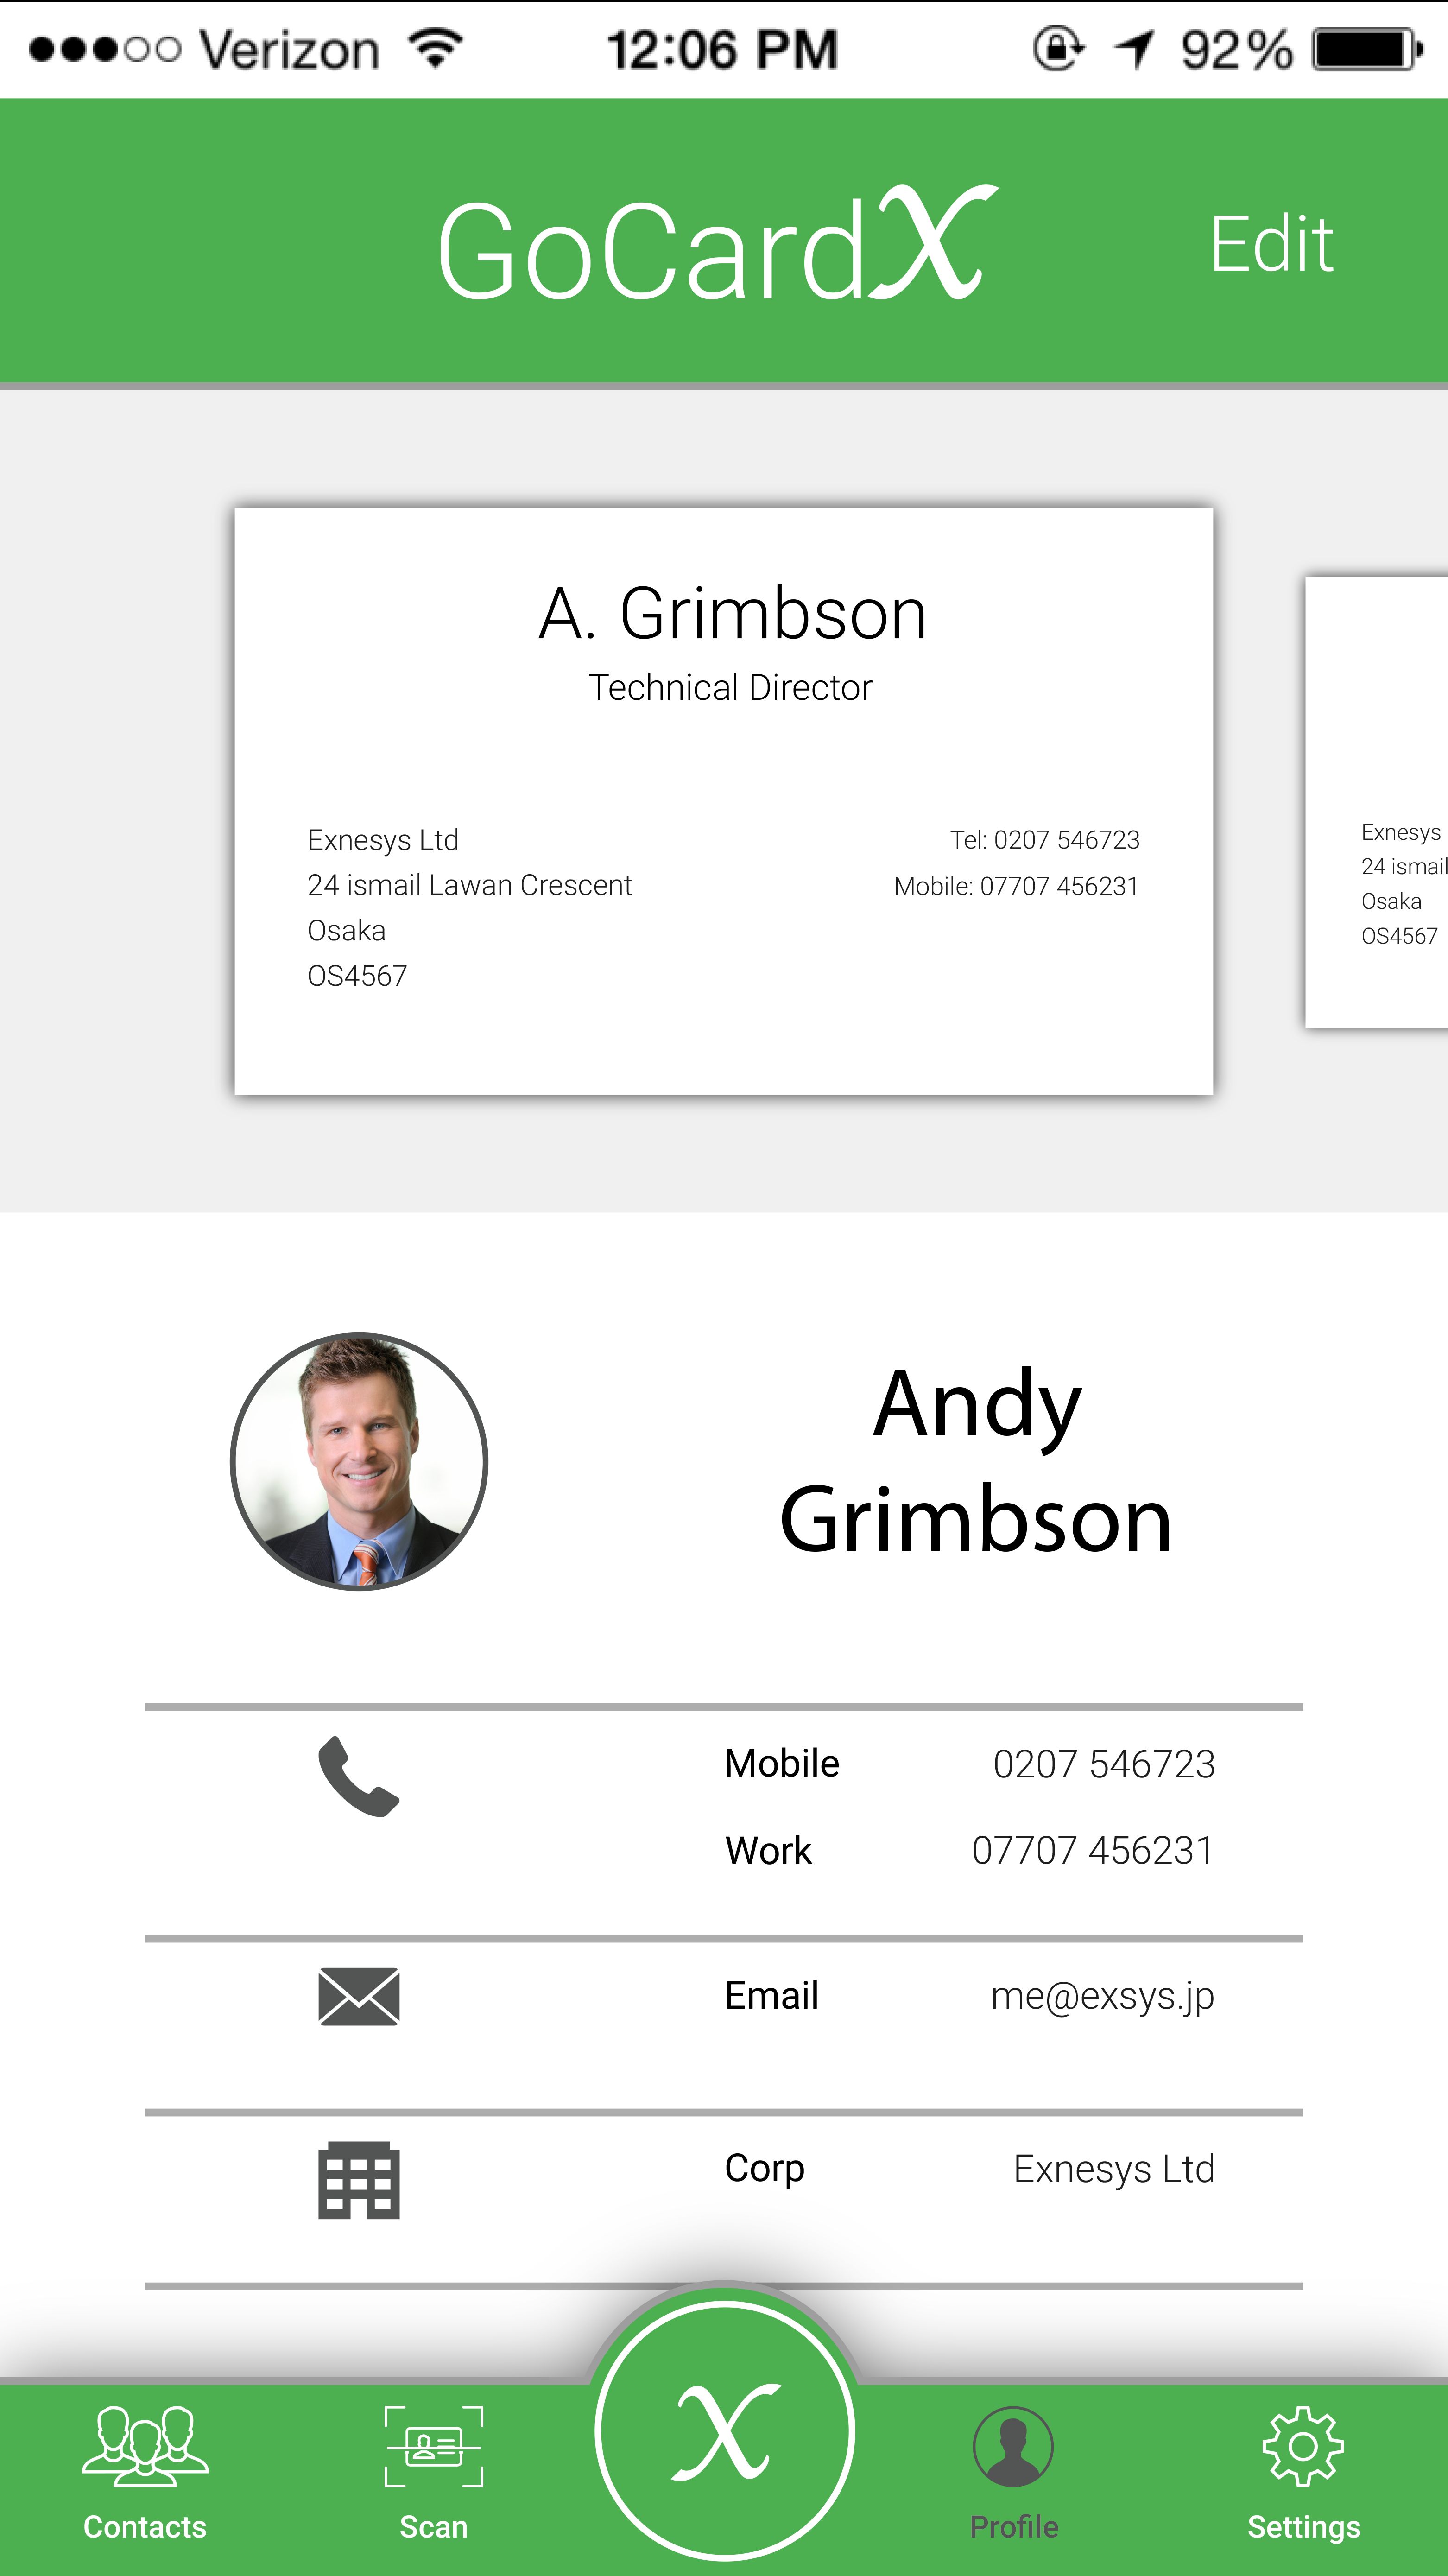 Verizon 12:06 PM 92%
GoCardX
Edit
A. Grimbson
Technical Director
Exnesys Ltd
24 ismail Lawan Crescent
Osaka
OS4567
Tel: 0207 546723
Mobile: 07707 456231
Exnesys
24 ismail
Osaka
OS4567
Andy
Grimbson
Mobile 0207 546723
Work 07707 456231
Email me@exsys.jp
Corp Exnesys Ltd
X
Contacts Scan Profile Settings